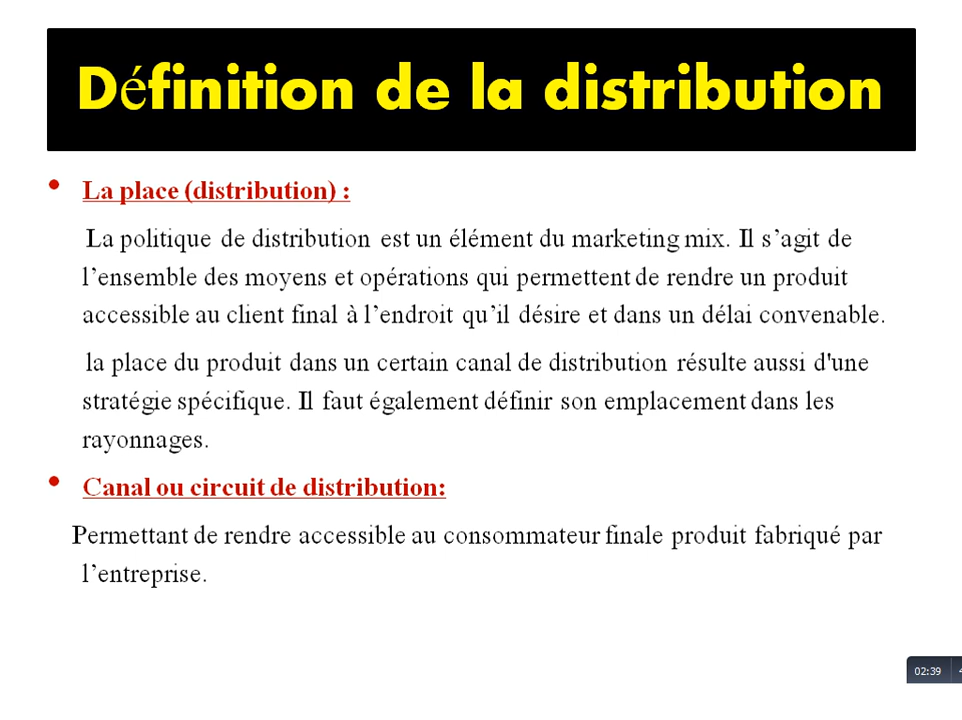 Définition de la distribution
• La place (distribution) :
La politique de distribution est un élément du marketing mix. Il s’agit de
l’ensemble des moyens et opérations qui permettent de rendre un produit
accessible au client final à l’endroit qu’il désire et dans un délai convenable.
la place du produit dans un certain canal de distribution résulte aussi d'une
stratégie spécifique. Il faut également définir son emplacement dans les
rayonnages.
• Canal ou circuit de distribution:
Permettant de rendre accessible au consommateur finale produit fabriqué par
l’entreprise.
02:39